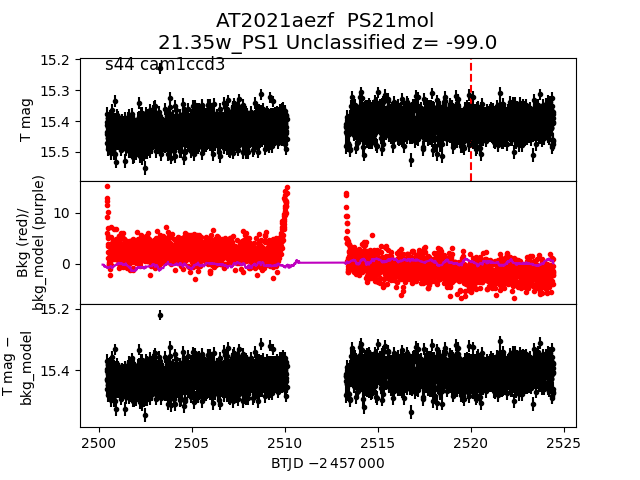 AT2021aezf  PS21mol
21.35w_PS1 Unclassified z= -99.0
s44 cam1ccd3
15.2
15.3
15.4
15.5
T mag
10
0
Bkg (red)/
bkg_model (purple)
15.2
15.4
T mag −
bkg_model
2500
2505
2510
2515
2520
2525
BTJD −2 457 000